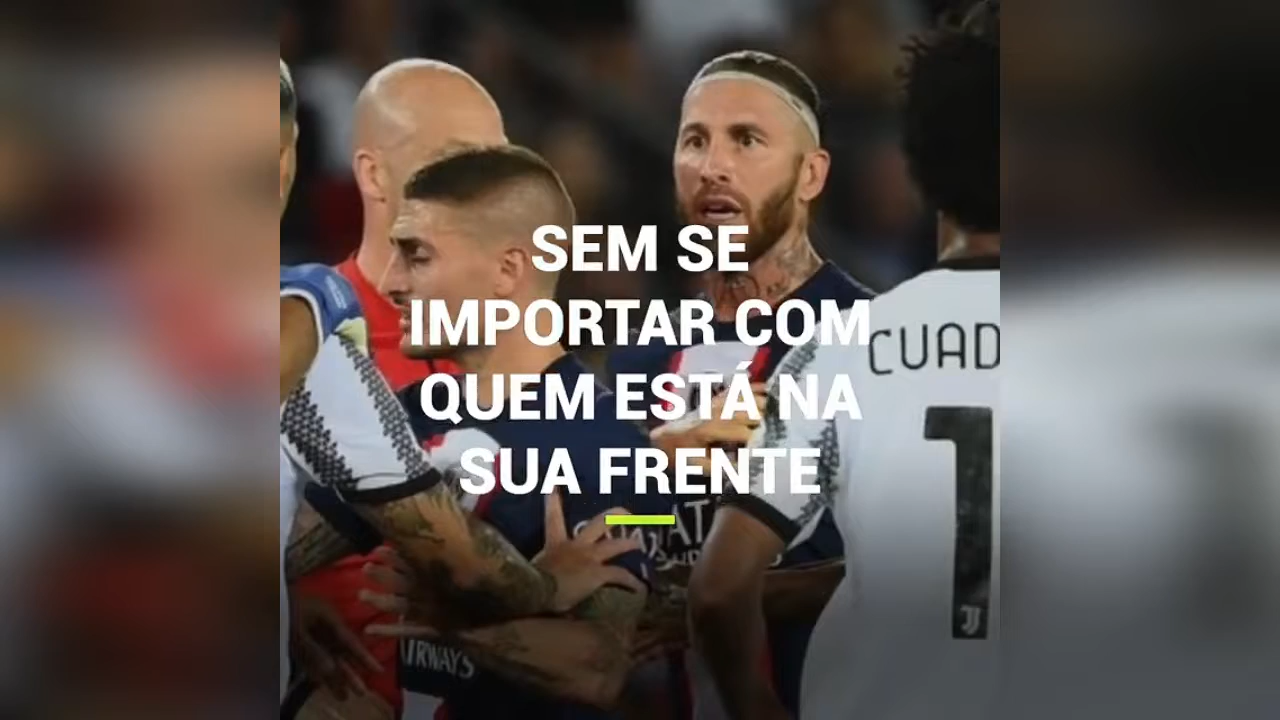 SEM SE
IMPORTAR COM
QUEM ESTÁ NA
SUA FRENTE
CUAD
1